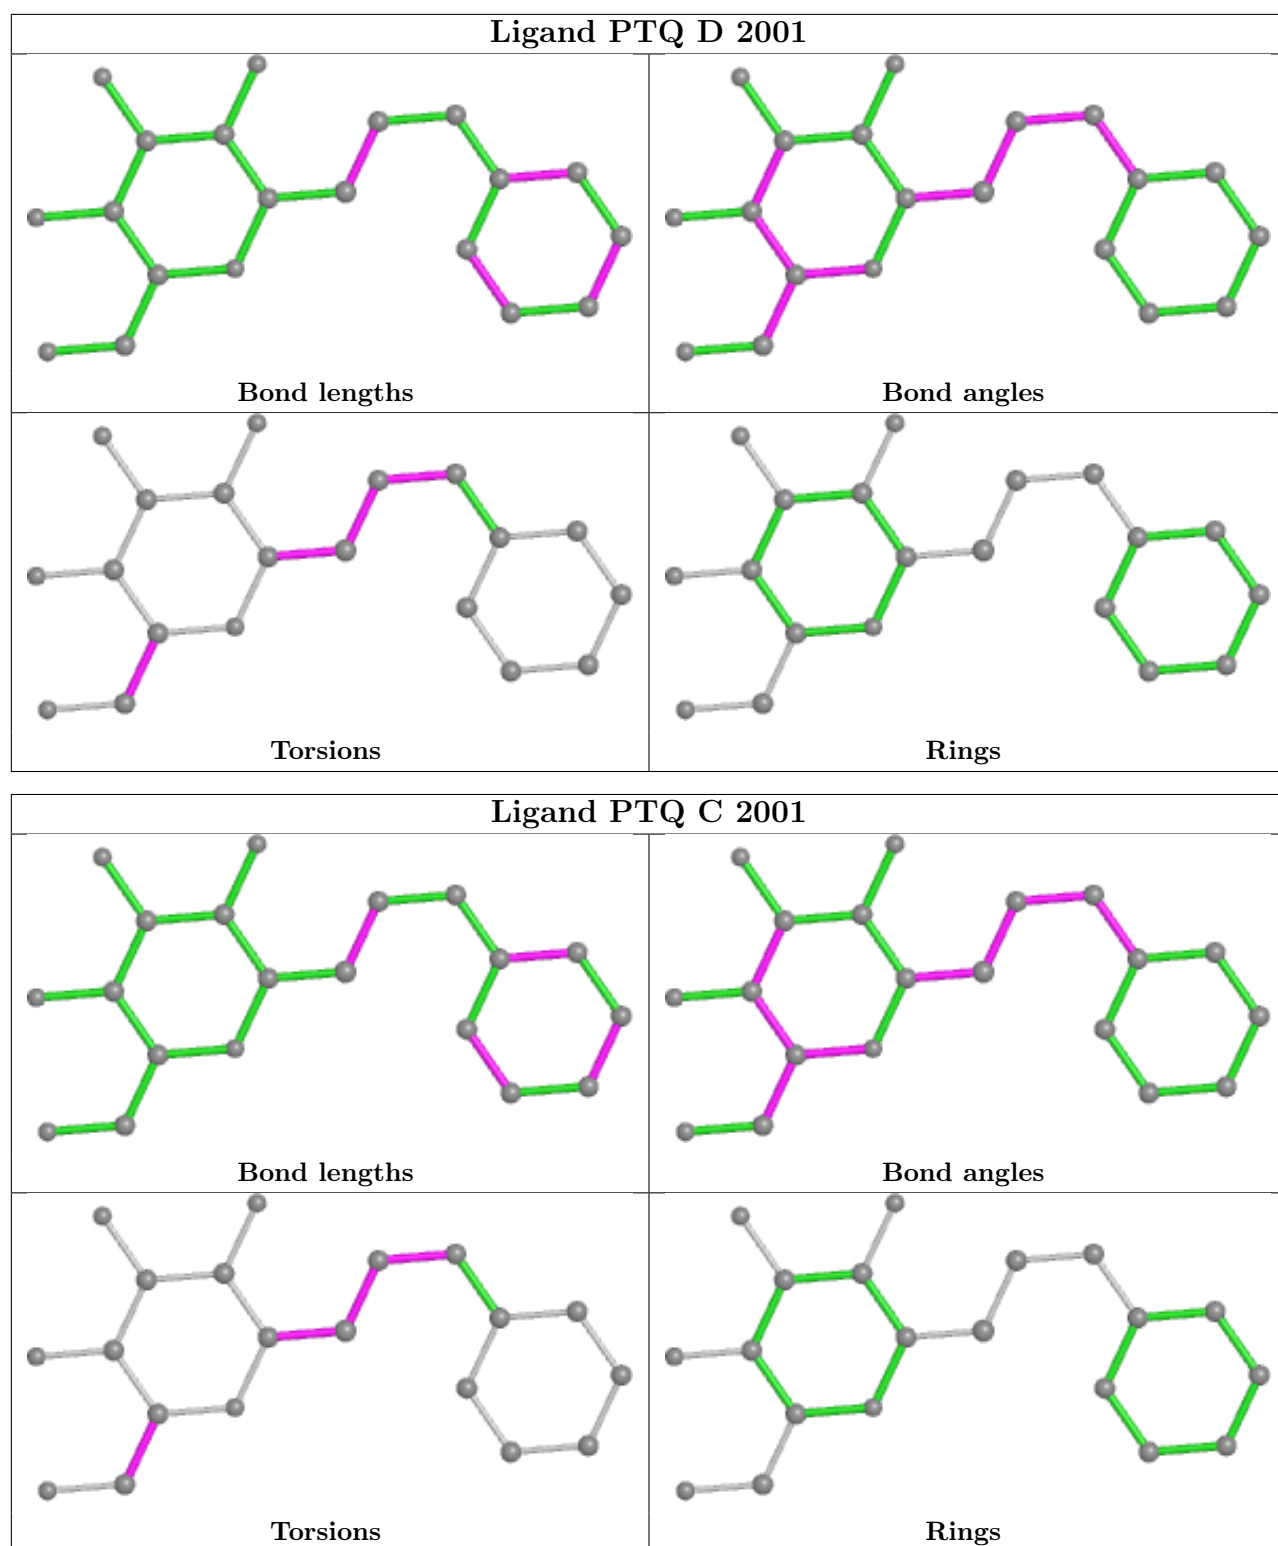 Ligand PTQ D 2001
Bond lengths
Bond angles
Torsions
Rings
Ligand PTQ C 2001
Bond lengths
Bond angles
Torsions
Rings